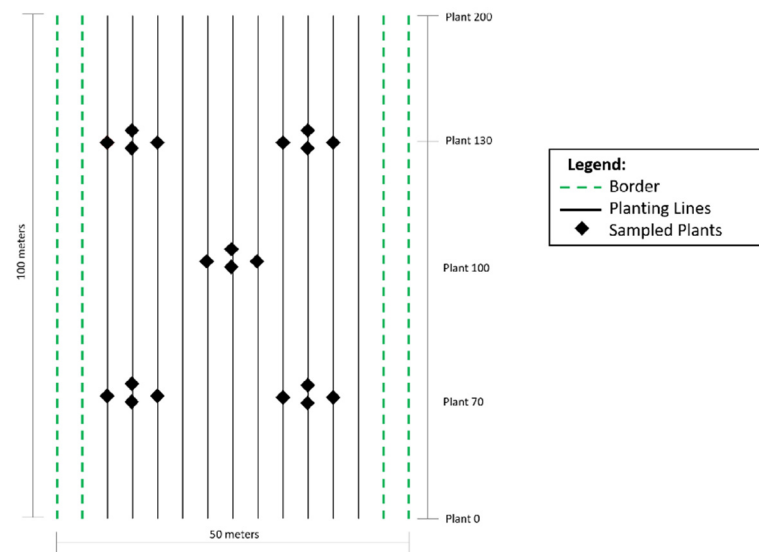 Plant 200
Plant 130
Legend:
Border
Planting Lines
Sampled Plants
100 meters
Plant 100
Plant 70
Plant 0
50 meters